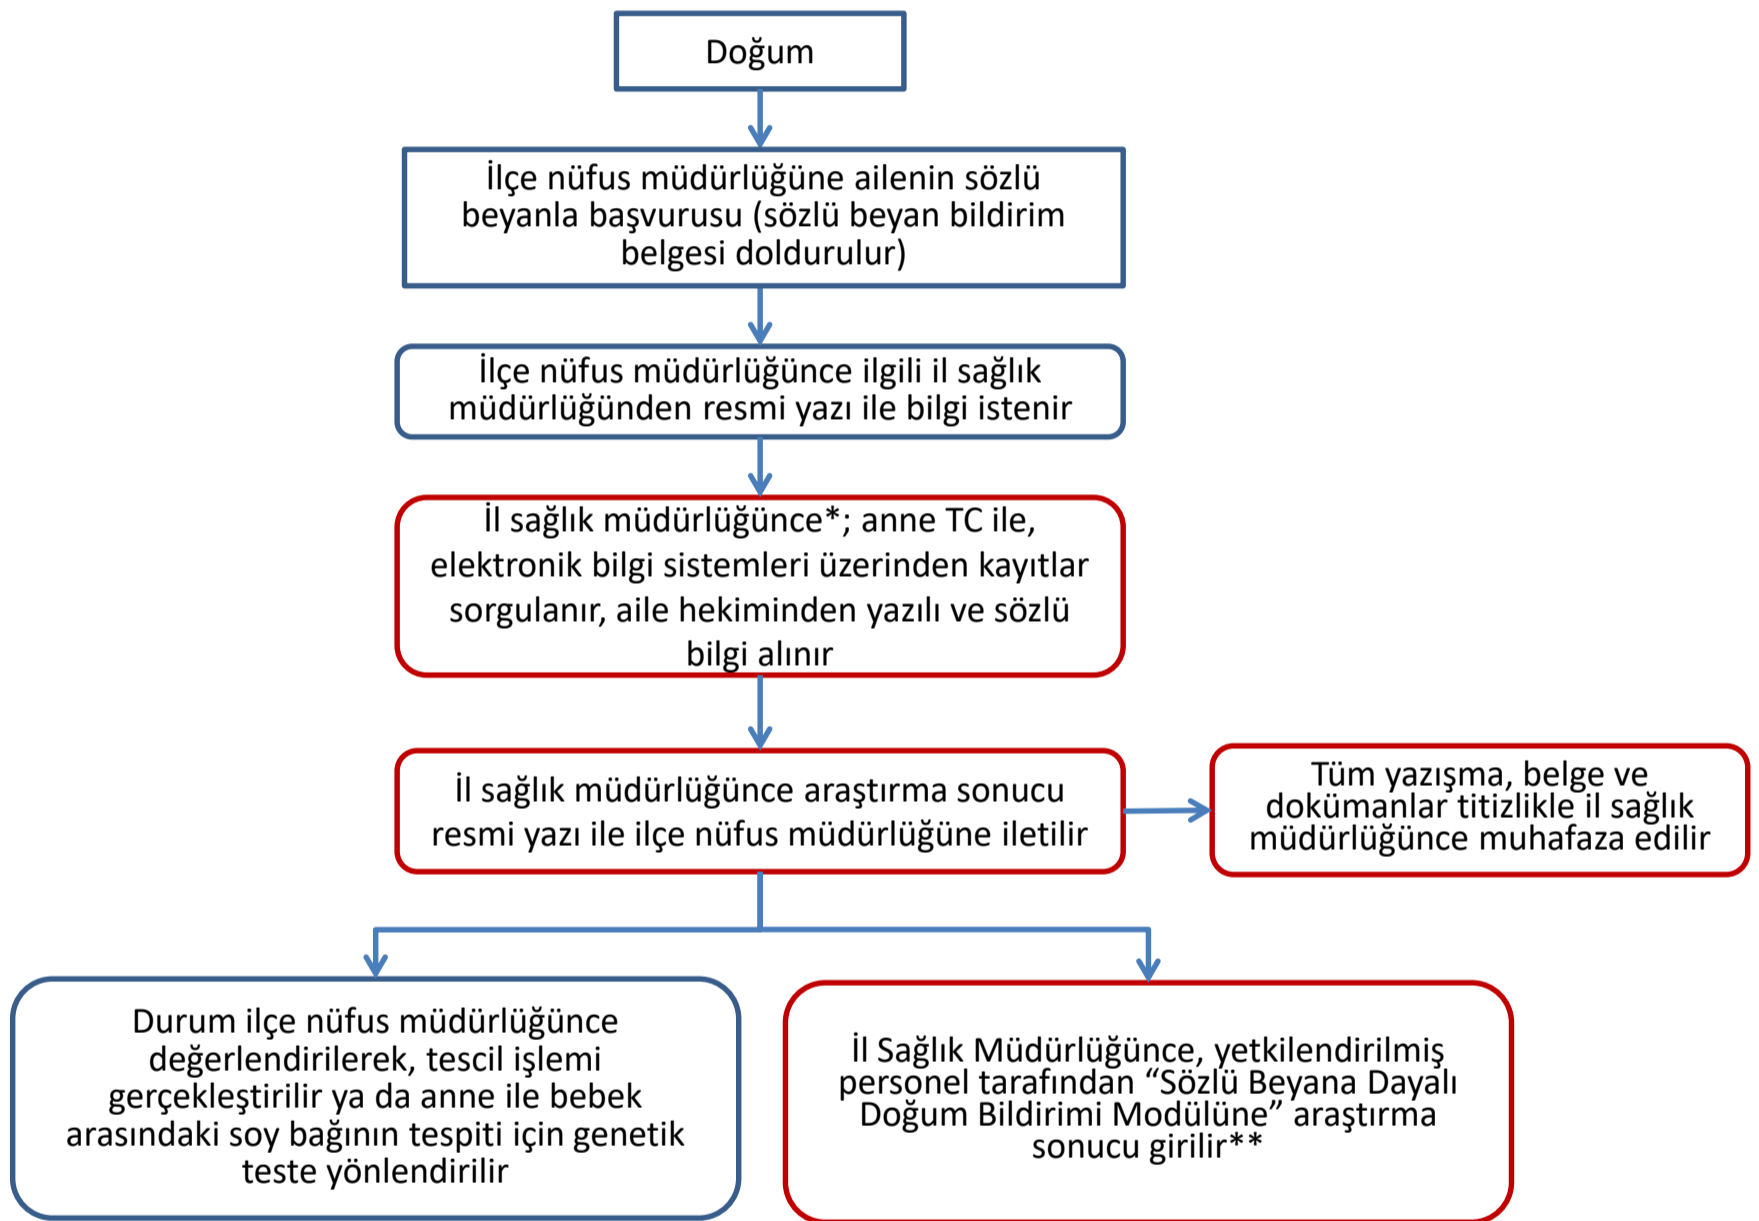 Doğum
İlçe nüfus müdürlüğüne ailenin sözlü
beyanla başvurusu (sözlü beyan bildirim
belgesi doldurulur)
İlçe nüfus müdürlüğünce ilgili il sağlık
müdürlüğünden resmi yazı ile bilgi istenir
İl sağlık müdürlüğünce*; anne TC ile,
elektronik bilgi sistemleri üzerinden kayıtlar
sorgulanır, aile hekiminden yazılı ve sözlü
bilgi alınır
İl sağlık müdürlüğünce araştırma sonucu
resmi yazı ile ilçe nüfus müdürlüğüne iletilir
Tüm yazışma, belge ve
dokümanlar titizlikle il sağlık
müdürlüğünce muhafaza edilir
Durum ilçe nüfus müdürlüğünce
değerlendirilerek, tescil işlemi
gerçekleştirilir ya da anne ile bebek
arasındaki soy bağının tespiti için genetik
teste yönlendirilir
İl Sağlık Müdürlüğünce, yetkilendirilmiş
personel tarafından “Sözlü Beyana Dayalı
Doğum Bildirimi Modülüne” araştırma
sonucu girilir**